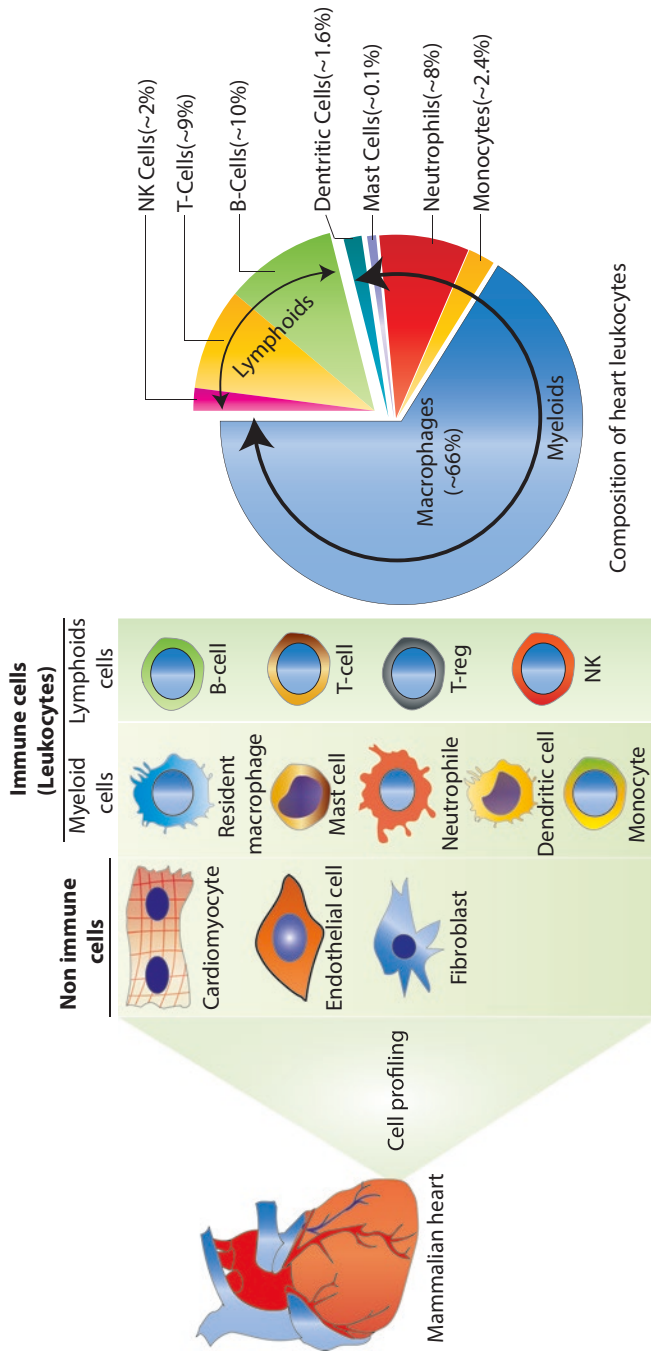 Mammalian heart
Cell profiling
Non immune
cells
Cardiomyocyte
Endothelial cell
Fibroblast
Immune cells
(Leukocytes)
Myeloid
cells
Lymphoids
cells
Resident
macrophage
Mast cell
Neutrophile
Dendritic cell
Monocyte
B-cell
T-cell
T-reg
NK
NK Cells(~2%)
T-Cells(~9%)
B-Cells(~10%)
Dentritic Cells(~1.6%)
Mast Cells(~0.1%)
Neutrophils(~8%)
Monocytes(~2.4%)
Lymphoids
Macrophages
(~66%)
Myeloids
Composition of heart leukocytes